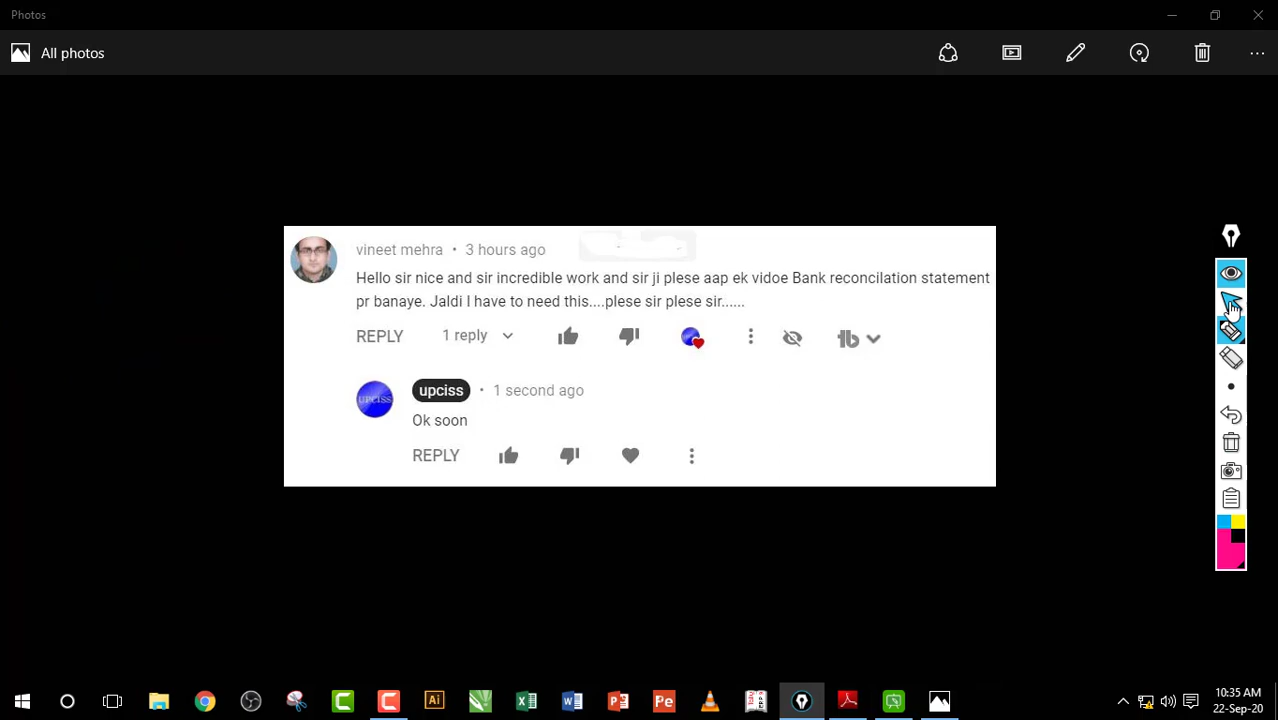 Photos
All photos
vineet mehra • 3 hours ago
Hello sir nice and sir incredible work and sir ji plese aap ek vidoe Bank reconcilation statement
pr banaye. Jaldi I have to need this....plese sir plese sir......
REPLY 1 reply
UPCISS
upciss • 1 second ago
Ok soon
REPLY
10:35 AM
22-Sep-20